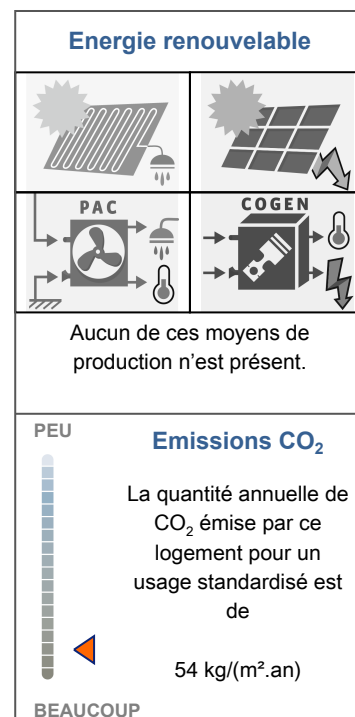 Energie renouvelable
PAC
COGEN
Aucun de ces moyens de
production n’est présent.
PEU
Emissions CO₂
La quantité annuelle de
CO₂ émise par ce
logement pour un
usage standardisé est
de
54 kg/(m².an)
BEAUCOUP